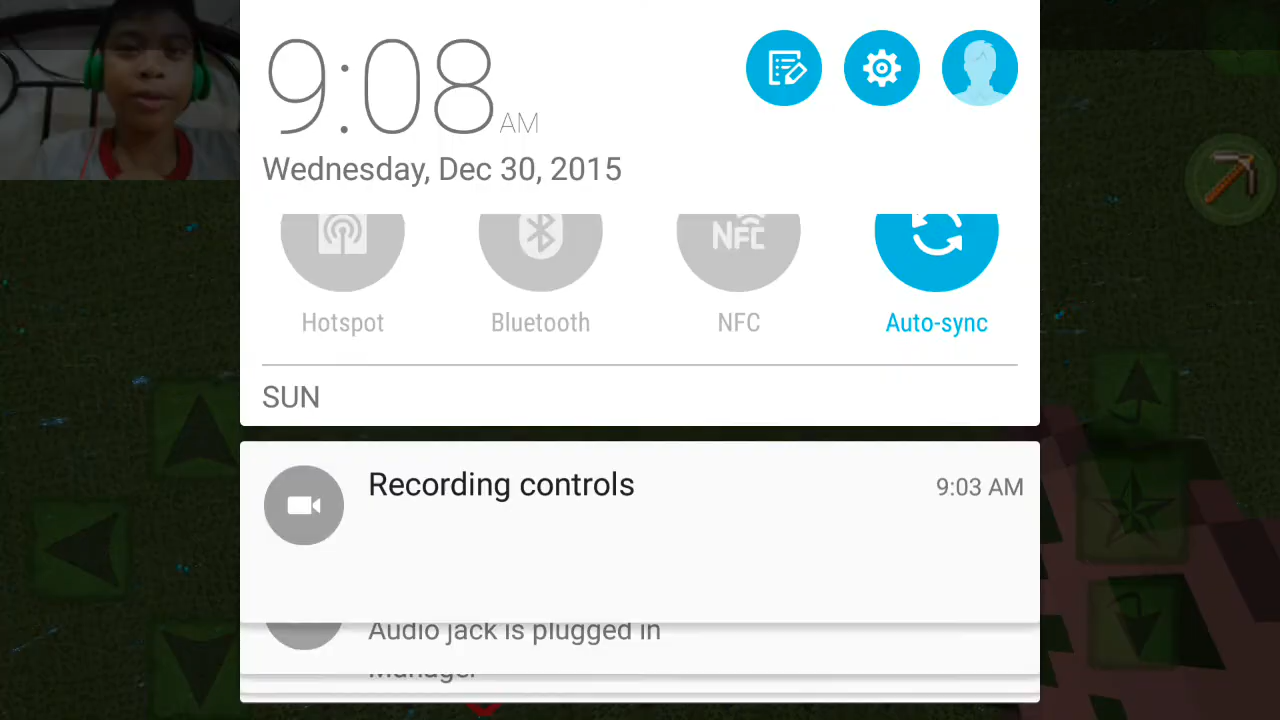 9:08 AM
Wednesday, Dec 30, 2015
NFC
Hotspot Bluetooth NFC Auto-sync
SUN
Recording controls 9:03 AM
Audio jack is plugged in
Manager